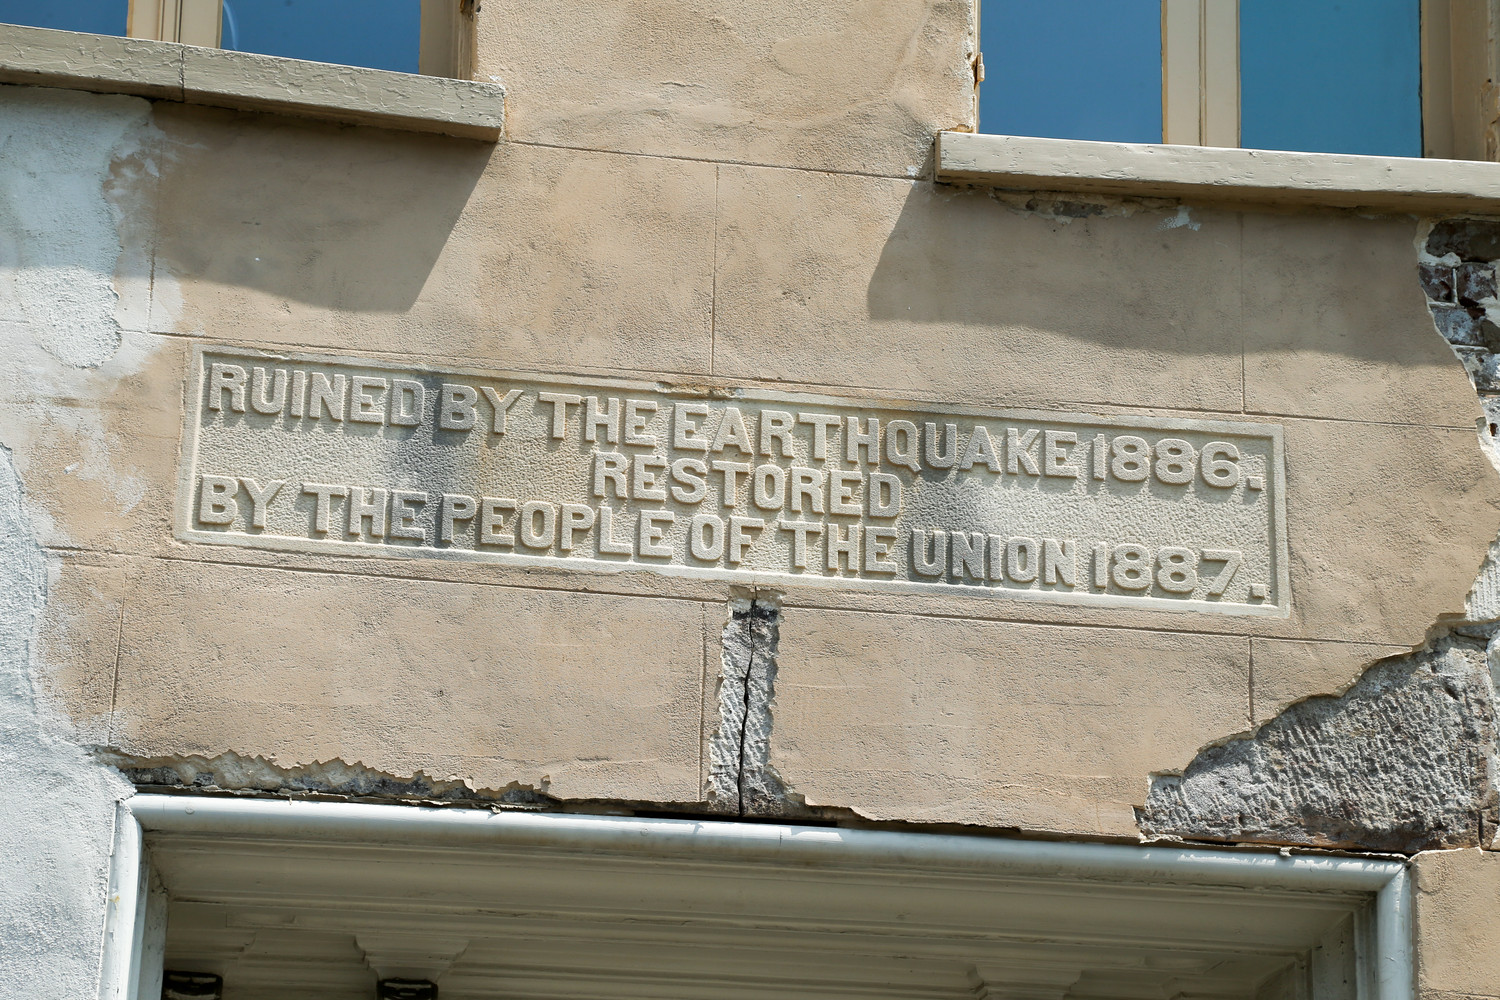 RUINED BY THE EARTHQUAKE 1886.
RESTORED
BY THE PEOPLE OF THE UNION 1887.